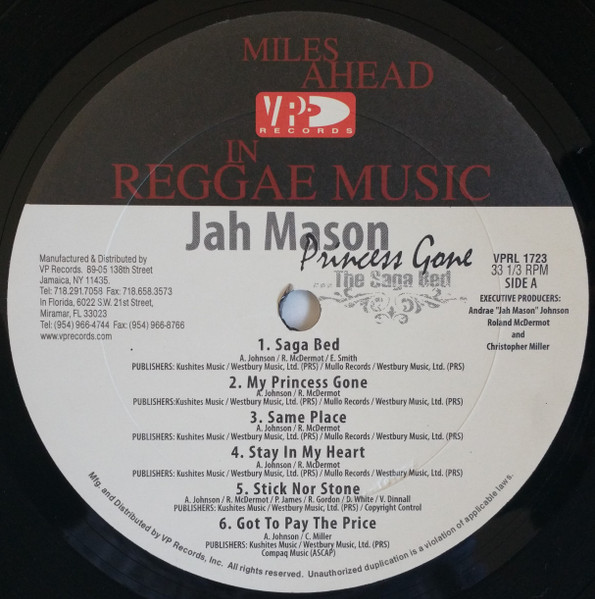 MILES
AHEAD
VP
RECORDS
IN
REGGAE MUSIC
Jah Mason
Princess Gone
... The Saga Bed
Manufactured & Distributed by
VP Records. 89-05 138th Street
Jamaica, NY 11435.
Tel: 718.291.7058 Fax: 718.658.3573
In Florida, 6022 S.W. 21st Street,
Miramar, FL 33023
Tel: (954) 966-4744 Fax: (954) 966-8766
www.vprecords.com
VPRL 1723
33 1/3 RPM
SIDE A
EXECUTIVE PRODUCERS:
Andrae "Jah Mason" Johnson
Roland McDermot
and
Christopher Miller
1. Saga Bed
A. Johnson / R. McDermot / E. Smith
PUBLISHERS: Kushites Music / Westbury Music, Ltd. (PRS) / Mullo Records / Westbury Music, Ltd. (PRS)
2. My Princess Gone
A. Johnson / R. McDermot
PUBLISHERS: Kushites Music / Westbury Music, Ltd. (PRS) / Mullo Records / Westbury Music, Ltd. (PRS)
3. Same Place
A. Johnson / R. McDermot
PUBLISHERS: Kushites Music / Westbury Music, Ltd. (PRS) / Mullo Records / Westbury Music, Ltd. (PRS)
4. Stay In My Heart
A. Johnson / R. McDermot
PUBLISHERS: Kushites Music / Westbury Music, Ltd. (PRS) / Mullo Records / Westbury Music, Ltd. (PRS)
5. Stick Nor Stone
A. Johnson / R. McDermot / P. James / R. Gordon / D. White / V. Dinnall
PUBLISHERS: Kushites Music / Westbury Music, Ltd. (PRS) / Copyright Control
6. Got To Pay The Price
A. Johnson / C. Miller
PUBLISHERS: Kushites Music / Westbury Music, Ltd. (PRS)
Compaq Music (ASCAP)
Mfg. and Distributed by VP Records, Inc. All rights reserved. Unauthorized duplication is a violation of applicable laws.